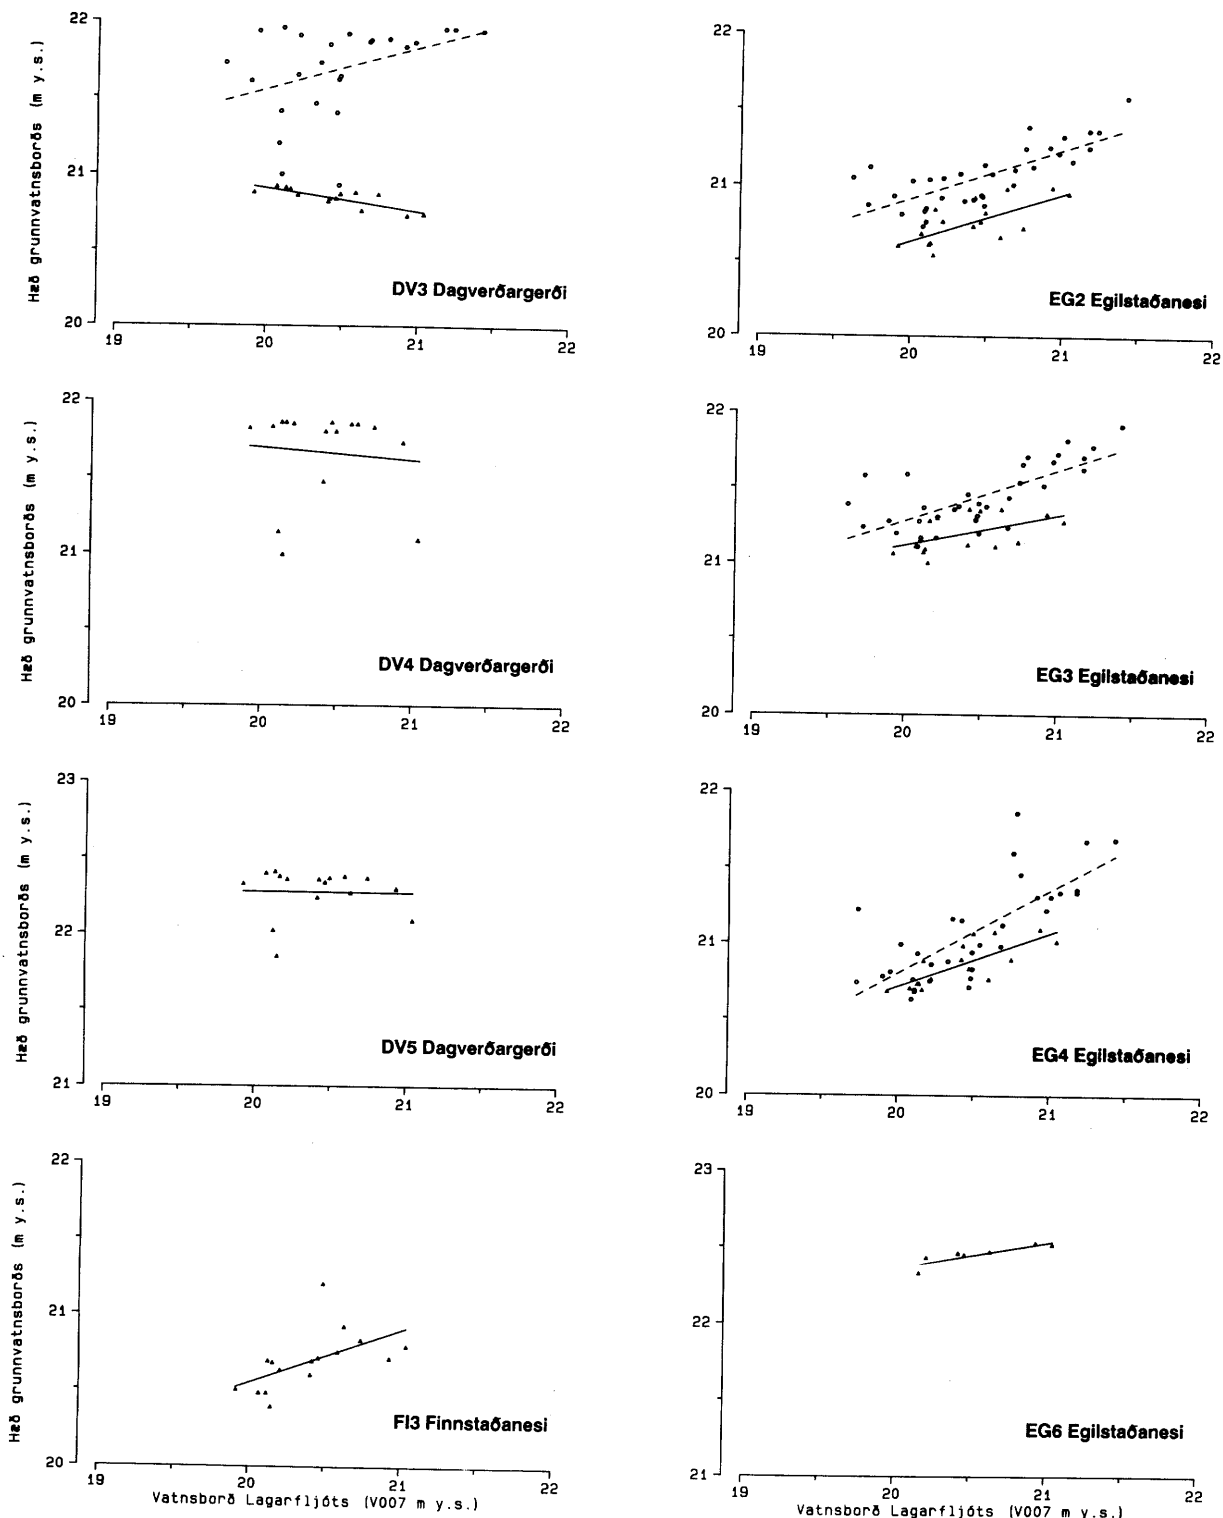 22
Hæð grunnvatnsborðs (m y.s.)
21
20
DV3 Dagverðargerði
19 20 21 22
22
21
20
EG2 Egilstaðanesi
19 20 21 22
22
Hæð grunnvatnsborðs (m y.s.)
21
20
DV4 Dagverðargerði
19 20 21 22
22
21
20
EG3 Egilstaðanesi
19 20 21 22
23
Hæð grunnvatnsborðs (m y.s.)
22
21
DV5 Dagverðargerði
19 20 21 22
22
21
20
EG4 Egilstaðanesi
19 20 21 22
22
Hæð grunnvatnsborðs (m y.s.)
21
20
FI3 Finnstaðanesi
19 20 21 22
Vatnsborð Lagarfljóts (V007 m y.s.)
23
22
21
EG6 Egilstaðanesi
19 20 21 22
Vatnsborð Lagarfljóts (V007 m y.s.)